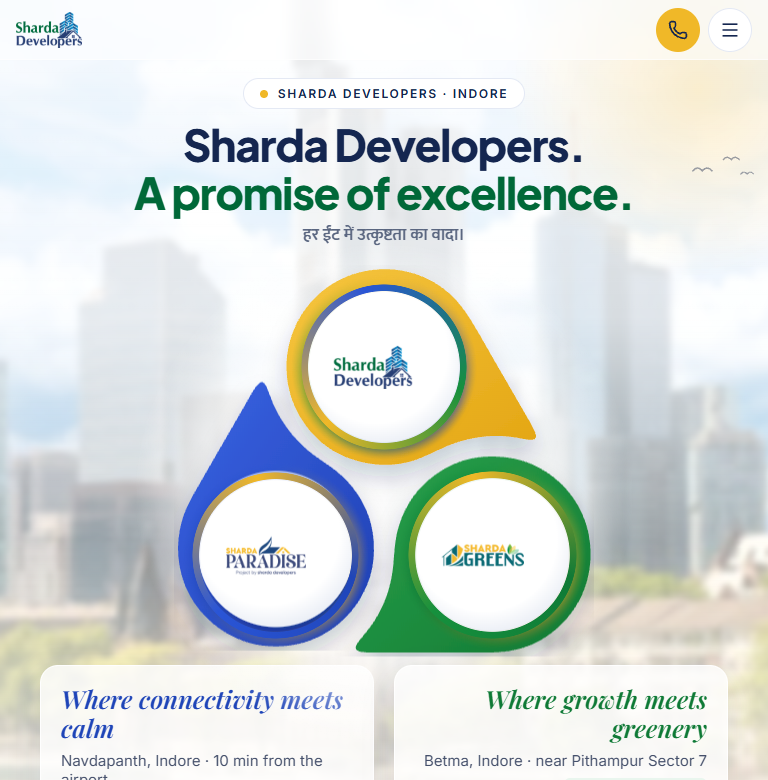 Sharda
Developers
SHARDA DEVELOPERS · INDORE
Sharda Developers.
A promise of excellence.
हर ईंट में उत्कृष्टता का वादा।
Sharda
Developers
SHARDA
PARADISE
Project by sharda developers
SHARDA
GREENS
Where connectivity meets
calm
Navdapanth, Indore · 10 min from the
airport
Where growth meets
greenery
Betma, Indore · near Pithampur Sector 7